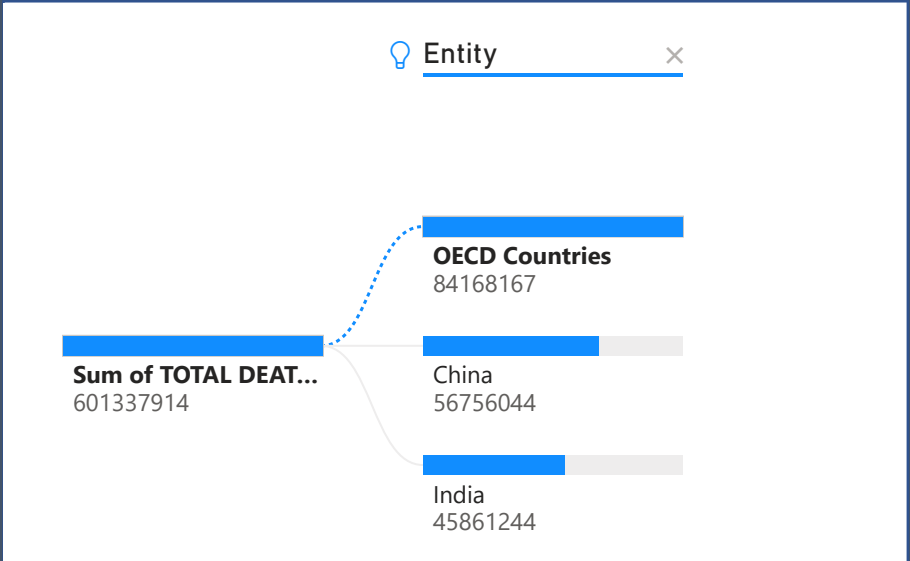 Entity
OECD Countries
84168167
Sum of TOTAL DEAT...
601337914
China
56756044
India
45861244